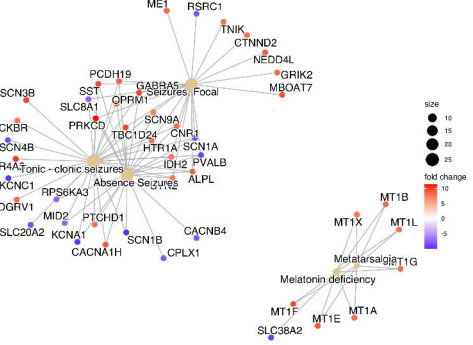 ME1
RSRC1
TNIK
CTNND2
NEDD4L
GRIK2
MBOAT7
PCDH19
GABRA5
SST
Seizures, Focal
SCN3B
SLC8A1
OPRM1
CKBR
PRKCD
SCN9A
TBC1D24
CNR1
SCN4B
HTR1A
SCN1A
Tonic - clonic seizures
IDH2
PVALB
KCNC1
Absence Seizures
ALPL
RPS6KA3
DGRV1
MID2
PTCHD1
SLC20A2
KCNA1
CACNA1H
SCN1B
CACNB4
CPLX1
size
10
15
20
25
fold change
10
5
0
-5
MT1B
MT1X
MT1L
Metatarsalgia
MT1G
Melatonin deficiency
MT1F
MT1E
MT1A
SLC38A2